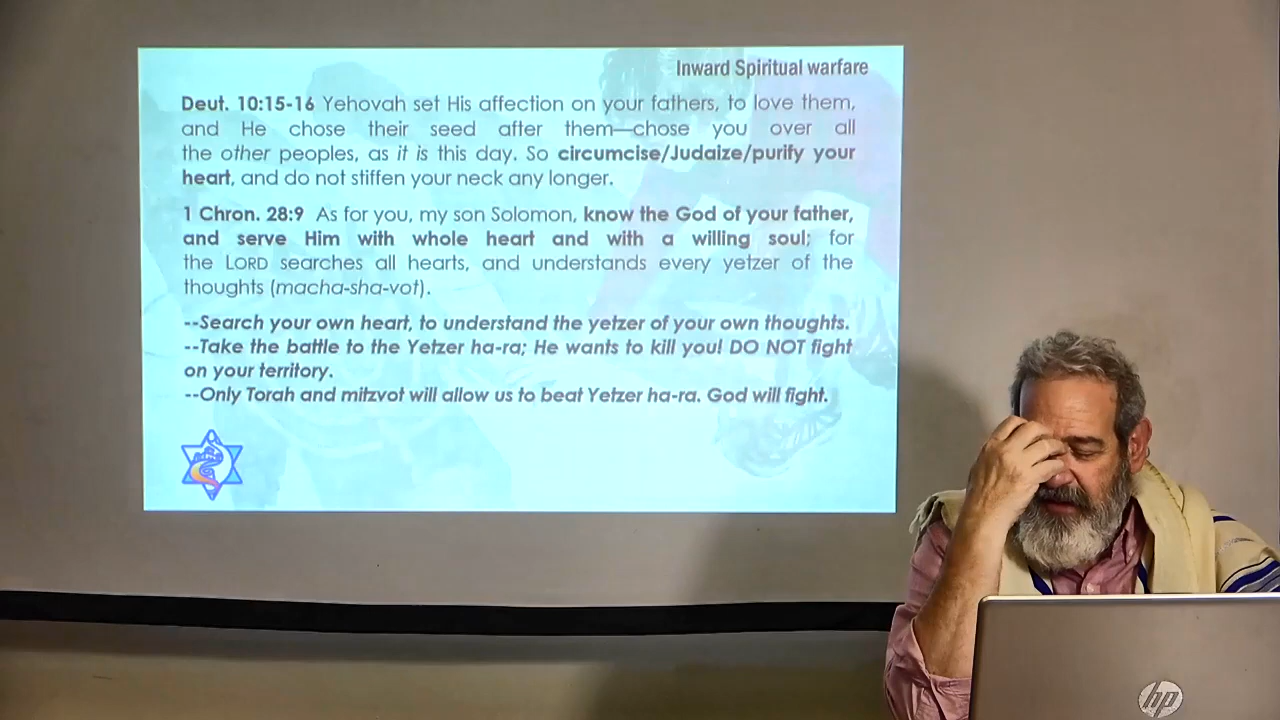 Inward Spiritual warfare
Deut. 10:15-16 Yehovah set His affection on your fathers, to love them,
and He chose their seed after them—chose you over all
the other peoples, as it is this day. So circumcise/Judaize/purify your
heart, and do not stiffen your neck any longer.
1 Chron. 28:9 As for you, my son Solomon, know the God of your father,
and serve Him with whole heart and with a willing soul; for
the LORD searches all hearts, and understands every yetzer of the
thoughts (macha-sha-vot).
--Search your own heart, to understand the yetzer of your own thoughts.
--Take the battle to the Yetzer ha-ra; He wants to kill you! DO NOT fight
on your territory.
--Only Torah and mitzvot will allow us to beat Yetzer ha-ra. God will fight.
hp